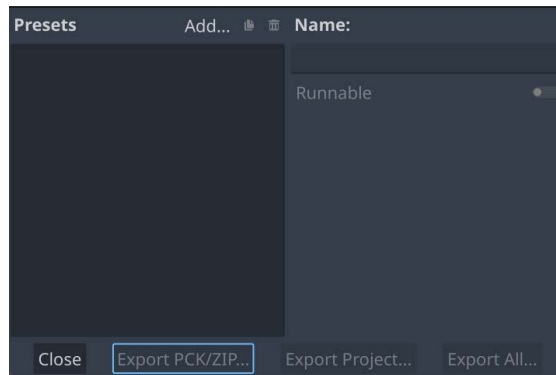 Presets Add... Name:
Runnable
Close Export PCK/ZIP... Export Project... Export All...